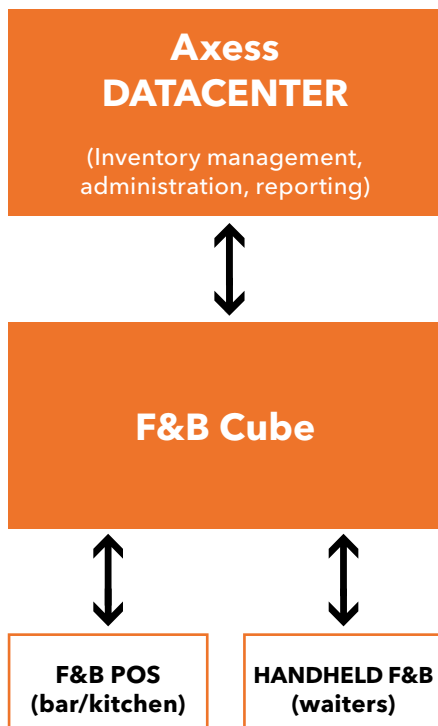 Axess
DATACENTER
(Inventory management,
administration, reporting)
F&B Cube
F&B POS
(bar/kitchen)
HANDHELD F&B
(waiters)